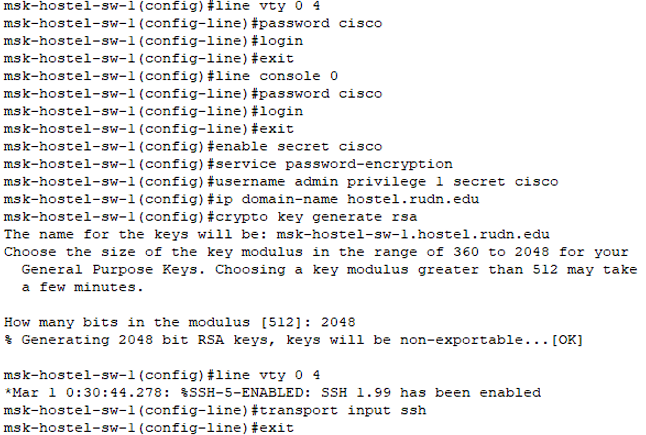 msk-hostel-sw-1(config)#line vty 0 4
msk-hostel-sw-1(config-line)#password cisco
msk-hostel-sw-1(config-line)#login
msk-hostel-sw-1(config-line)#exit
msk-hostel-sw-1(config)#line console 0
msk-hostel-sw-1(config-line)#password cisco
msk-hostel-sw-1(config-line)#login
msk-hostel-sw-1(config-line)#exit
msk-hostel-sw-1(config)#enable secret cisco
msk-hostel-sw-1(config)#service password-encryption
msk-hostel-sw-1(config)#username admin privilege 1 secret cisco
msk-hostel-sw-1(config)#ip domain-name hostel.rudn.edu
msk-hostel-sw-1(config)#crypto key generate rsa
The name for the keys will be: msk-hostel-sw-1.hostel.rudn.edu
Choose the size of the key modulus in the range of 360 to 2048 for your
General Purpose Keys. Choosing a key modulus greater than 512 may take
a few minutes.
How many bits in the modulus [512]: 2048
% Generating 2048 bit RSA keys, keys will be non-exportable...[OK]
msk-hostel-sw-1(config)#line vty 0 4
*Mar 1 0:30:44.278: %SSH-5-ENABLED: SSH 1.99 has been enabled
msk-hostel-sw-1(config-line)#transport input ssh
msk-hostel-sw-1(config-line)#exit